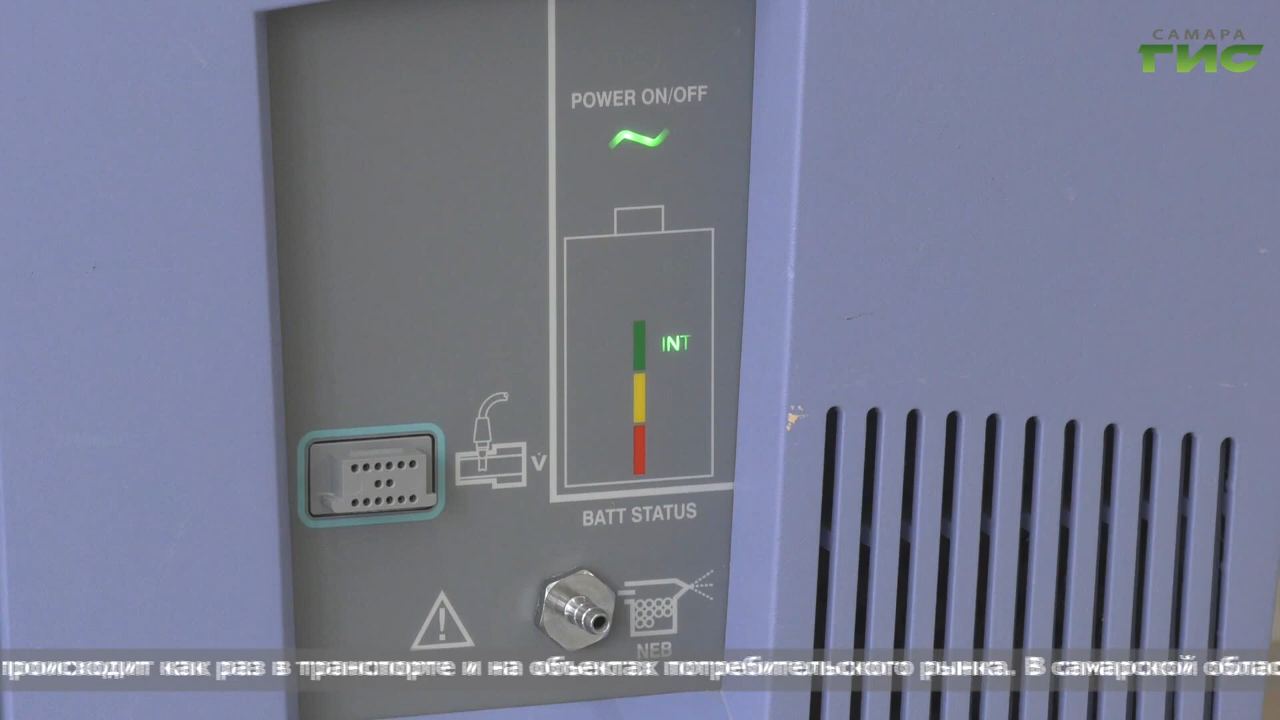 САМАРА
ГИС
POWER ON/OFF
INT
V
BATT STATUS
NEB
происходит как раз в транспорте и на объектах потребительского рынка. В самарской облас